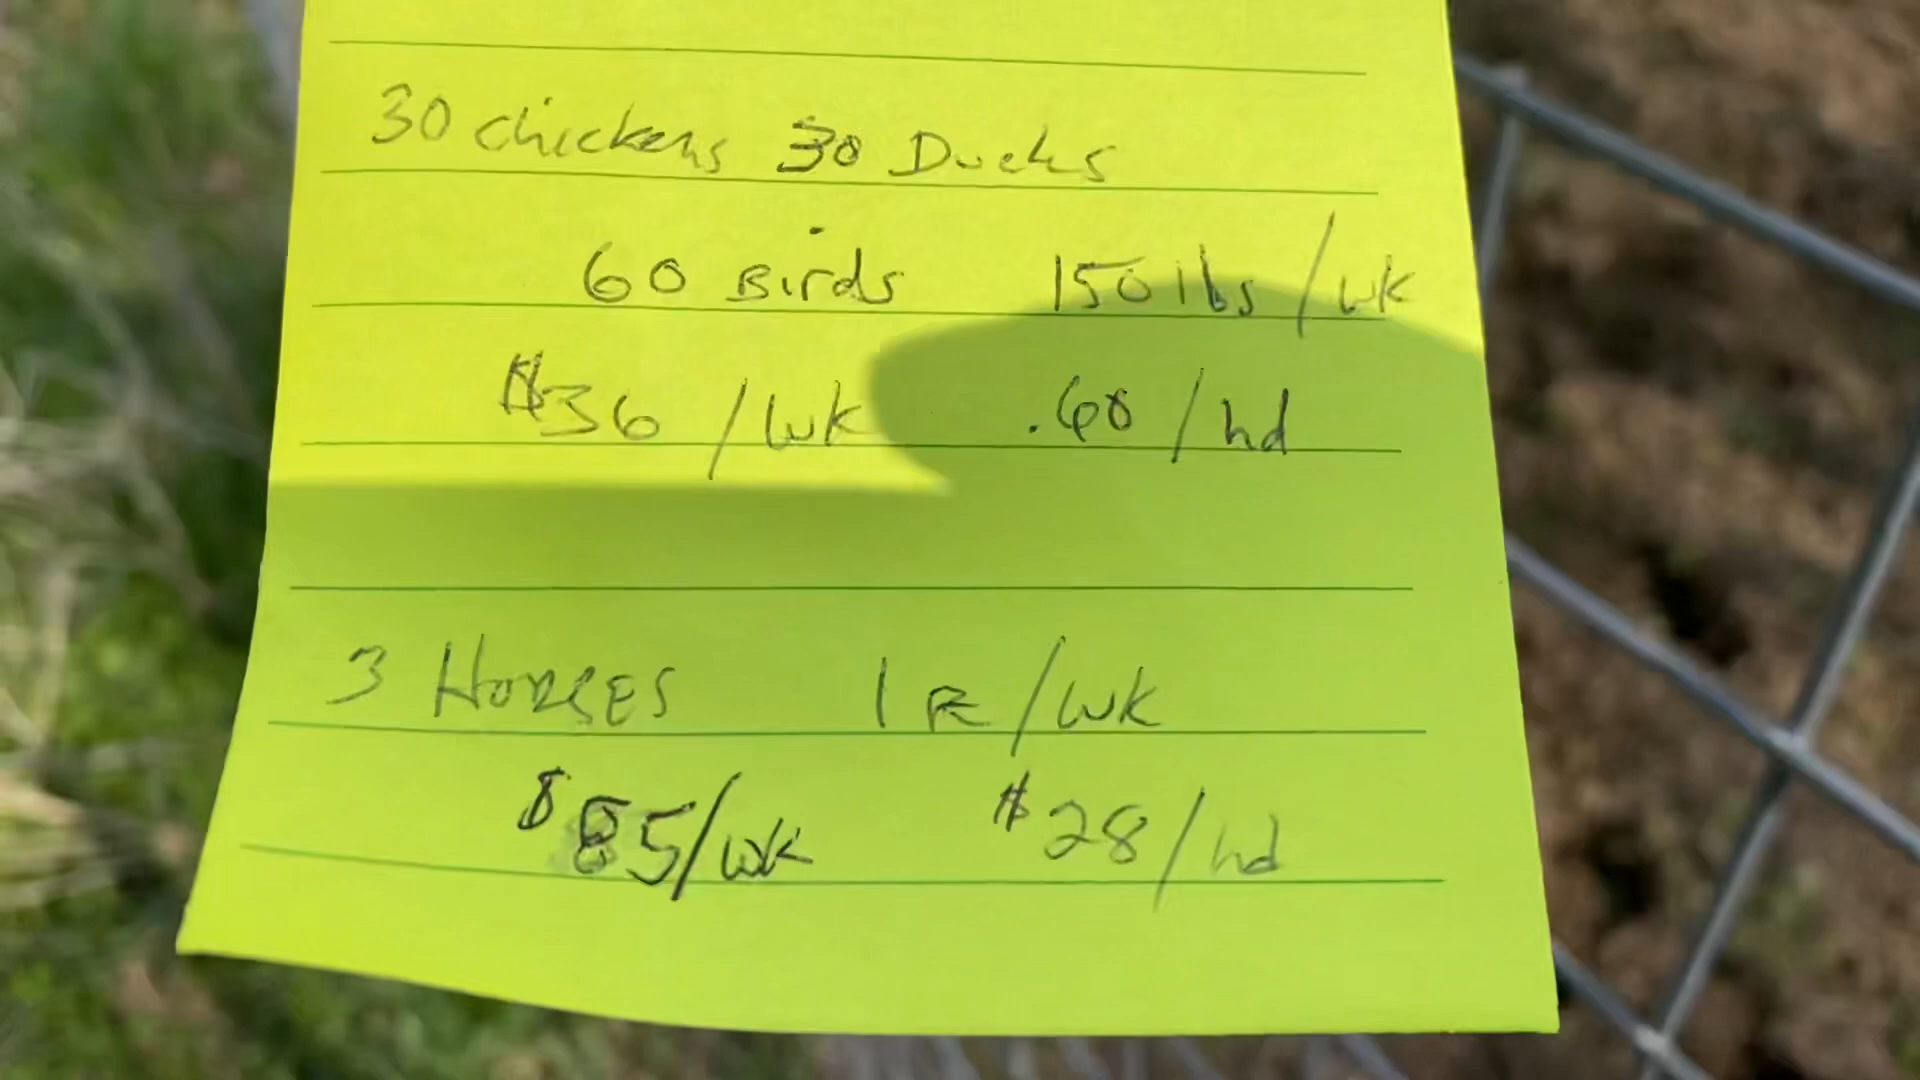 30 chickens 30 Ducks
60 Birds 150 lbs/wk
$36/wk .60/hd
3 HORSES 1 R/wk
$85/wk $28/hd